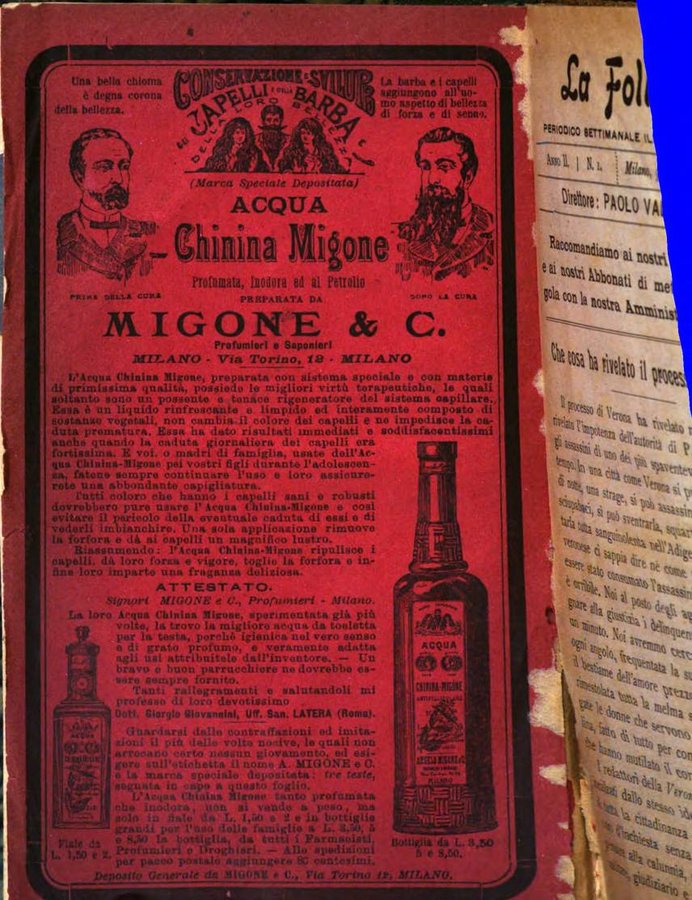 Una bella chioma
è degna corona
della bellezza.
CONSERVAZIONE E SVILUPPO
CAPELLI E DELLA BARBA
DELLA LORO BELLEZZA
La barba e i capelli
aggiungono all'uo-
mo aspetto di bellezza
di forza e di senno.
(Marca Speciale Depositata)
ACQUA
Chinina Migone
Profumata, Inodora ed al Petrolio
PRIMA DELLA CURA
PREPARATA DA
DOPO LA CURA
MIGONE & C.
Profumieri e Saponieri
MILANO - Via Torino, 12 - MILANO
L'Acqua Chinina Migone, preparata con sistema speciale e con materie
di primissima qualità, possiede le migliori virtù terapeutiche, le quali
soltanto sono un possente e tenace rigeneratore del sistema capillare.
Essa è un liquido rinfrescante e limpido ed interamente composto di
sostanze vegetali, non cambia il colore dei capelli e ne impedisce la ca-
duta prematura. Essa ha dato risultati immediati e soddisfacentissimi
anche quando la caduta giornaliera dei capelli era
fortissima. E voi, o madri di famiglia, usate dell'Ac-
qua Chinina-Migone pei vostri figli durante l'adolescen-
za, fatene sempre continuare l'uso e loro assicure-
rete una abbondante capigliatura.
Tutti coloro che hanno i capelli sani e robusti
dovrebbero pure usare l'Acqua Chinina-Migone e così
evitare il pericolo della eventuale caduta di essi e di
vederli imbianchire. Una sola applicazione rimuove
la forfora e dà ai capelli un magnifico lustro.
Riassumendo: l'Acqua Chinina-Migone ripulisce i
capelli, dà loro forza e vigore, toglie la forfora e in-
fine loro imparte una fraganza deliziosa.
ATTESTATO.
Signori MIGONE e C., Profumieri - Milano.
La loro Acqua Chinina Migone, sperimentata già più
volte, la trovo la migliore acqua da toeletta
per la testa, perchè igienica nel vero senso
e di grato profumo, e veramente adatta
agli usi attribuitele dall'inventore. — Un
bravo e buon parrucchiere ne dovrebbe es-
sere sempre fornito.
Tanti rallegramenti e salutandoli mi
professo di loro devotissimo
Dott. Giorgio Giovannini, Uff. San. LATERA (Roma).
Guardarsi dalle contraffazioni ed imita-
zioni il più delle volte nocive, le quali non
arrecano certo nessun giovamento, ed esi-
gere sull'etichetta il nome A. MIGONE e C.
e la marca speciale depositata: tre teste,
segnata in capo a questo foglio.
L'Acqua Chinina Migone tanto profumata
che inodora, non si vende a peso, ma
solo in fiale da L. 1,50 e 2 e in bottiglie
grandi per l'uso delle famiglie a L. 3,50, 5
e 8,50 la bottiglia, da tutti i Farmacisti,
Profumieri e Droghieri. — Alle spedizioni
per pacco postale aggiungere 80 centesimi.
Fiale da
L. 1,50 e 2.
ACQUA
CHININA-MIGONE
MILANO
Bottiglia da L. 3,50
5 e 8,50.
Deposito Generale da MIGONE e C., Via Torino 12, MILANO.
La Foll
PERIODICO SETTIMANALE IL
Anno II. | N. 1. Milano,
Direttore: PAOLO VA
Raccomandiamo ai nostri
e ai nostri Abbonati di me
gola con la nostra Amminis
Che cosa ha rivelato il process
Il processo di Verona ha rivelato
rivelata l'impotenza dell'autorità di P.
gli assassini di uno dei più spavente
tempo. In una città come Verona si p
di notte, una strage, si può assassin
si può sventrarla, squar
tarla tutta sanguinolenta nell'Adig
veronese ci sappia dire nè come
essere stato consumato l'assassin
è orribile. Noi al posto degli a
gnare alla giustizia i delinque
un minuto. Noi avremmo cerc
ogni angolo, frequentata la s
il bestiame dell'amore prezz
rimestolata tutta la melma
le donne che servono
fatto di tutto per con
che hanno mutilato il con
I redattori della Verona
dallo stesso id
la cittadinanza
d'inchiesta senza
alla calunnia,
giudiziario e